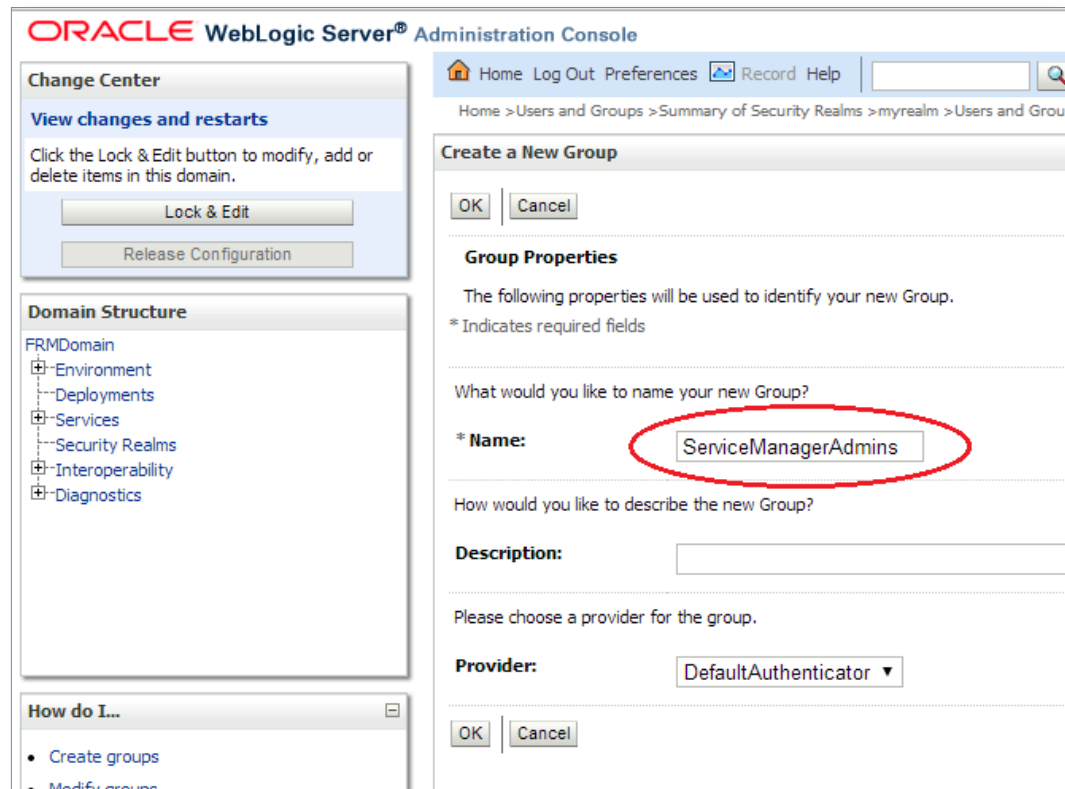 ORACLE WebLogic Server® Administration Console
Change Center
View changes and restarts
Click the Lock & Edit button to modify, add or
delete items in this domain.
Lock & Edit
Release Configuration
Domain Structure
FRMDomain
Environment
Deployments
Services
Security Realms
Interoperability
Diagnostics
How do I...
Create groups
Modify groups
Home Log Out Preferences Record Help
Home >Users and Groups >Summary of Security Realms >myrealm >Users and Grou
Create a New Group
OK Cancel
Group Properties
The following properties will be used to identify your new Group.
* Indicates required fields
What would you like to name your new Group?
* Name: ServiceManagerAdmins
How would you like to describe the new Group?
Description:
Please choose a provider for the group.
Provider: DefaultAuthenticator
OK Cancel